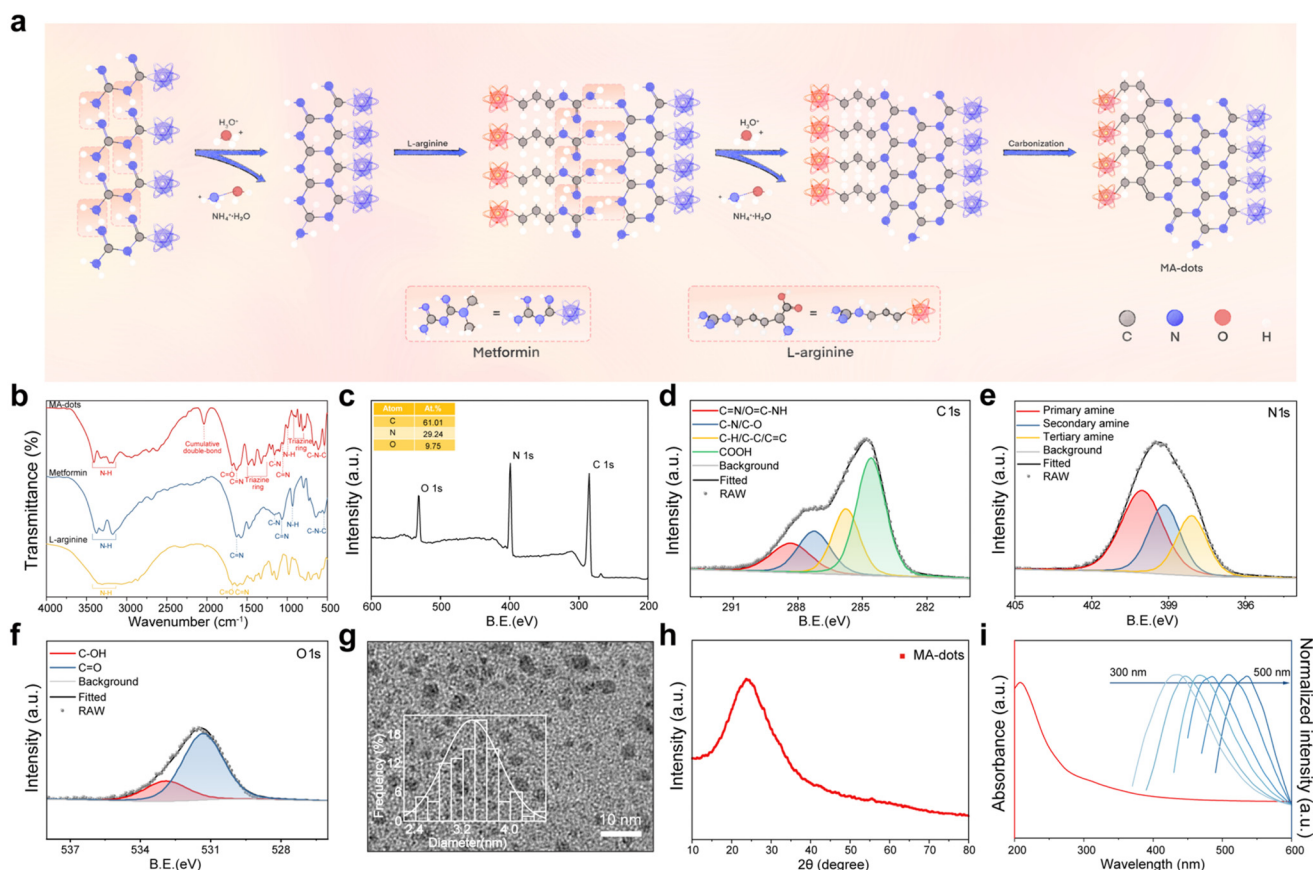 a
H₃O⁺
+
+
NH₄⁺·H₂O
L-arginine
H₃O⁺
+
+
NH₄⁺·H₂O
Carbonization
MA-dots
=
Metformin
=
L-arginine
C N O H
b
MA-dots
N-H
Cumulative
double-bond
C=O
C=N
Triazine
ring
C-N
C=N
N-H
Triazine
ring
C-N-C
Metformin
N-H
C=N
C-N
C=N
N-H
C-N-C
L-arginine
N-H
C=O C=N
Transmittance (%)
4000 3500 3000 2500 2000 1500 1000 500
Wavenumber (cm⁻¹)
c
Atom At.%
C 61.01
N 29.24
O 9.75
O 1s
N 1s
C 1s
Intensity (a.u.)
600 500 400 300 200
B.E.(eV)
d
C 1s
C=N/O=C-NH
C-N/C-O
C-H/C-C/C=C
COOH
Background
Fitted
RAW
Intensity (a.u.)
291 288 285 282
B.E.(eV)
e
N1s
Primary amine
Secondary amine
Tertiary amine
Background
Fitted
RAW
Intensity (a.u.)
405 402 399 396
B.E.(eV)
f
O1s
C-OH
C=O
Background
Fitted
RAW
Intensity (a.u.)
537 534 531 528
B.E.(eV)
g
Frequency (%)
18
0
2.4 3.2 4.0
Diameter(nm)
10 nm
h
MA-dots
Intensity (a.u.)
10 20 30 40 50 60 70 80
2θ (degree)
i
300 nm
500 nm
Absorbance (a.u.)
Normalized intensity (a.u.)
200 300 400 500 600
Wavelength (nm)